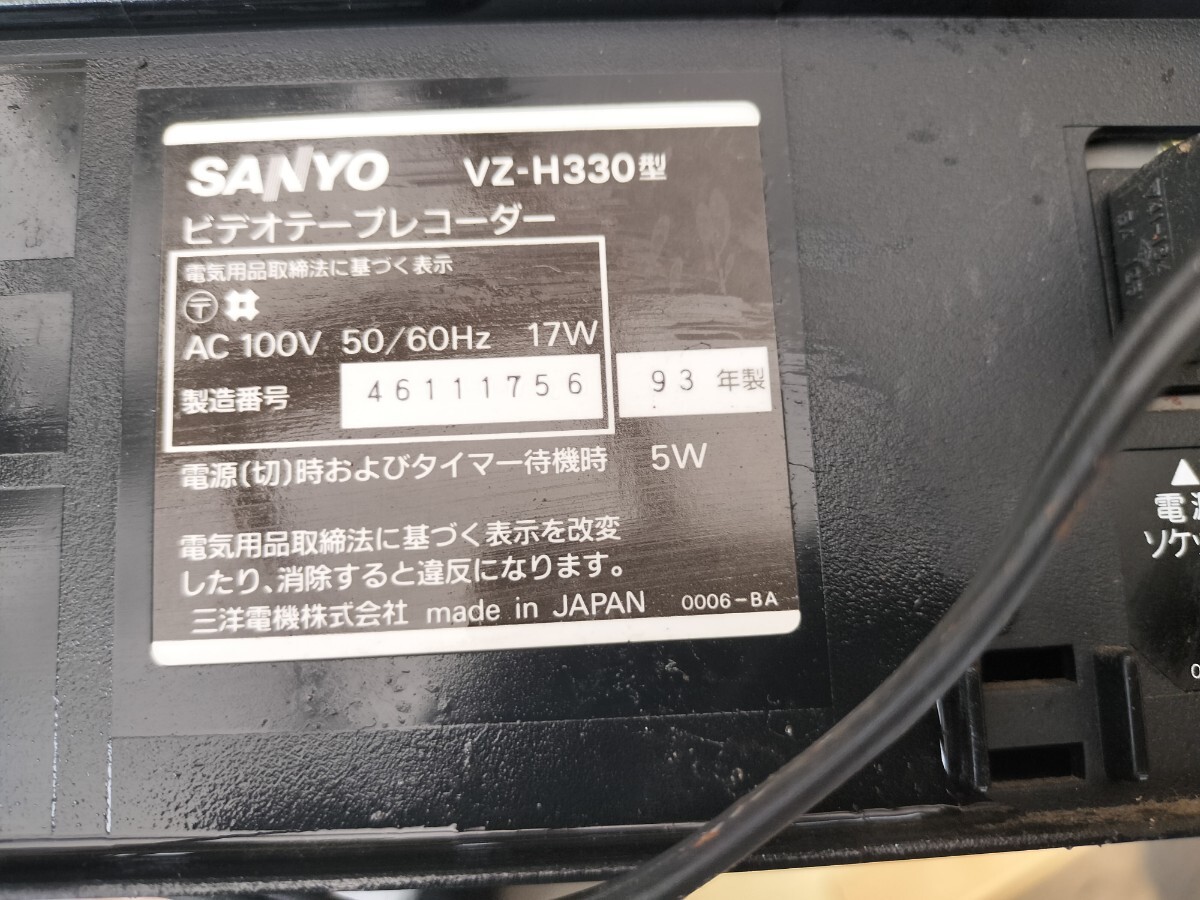 SANYO VZ-H330型
ビデオテープレコーダー
電気用品取締法に基づく表示
〒
AC 100V 50/60Hz 17W
製造番号 46111756 93 年製
電源(切)時およびタイマー待機時 5W
電気用品取締法に基づく表示を改変
したり、消除すると違反になります。
三洋電機株式会社 made in JAPAN 0006-BA
▲
電源
ソケッ